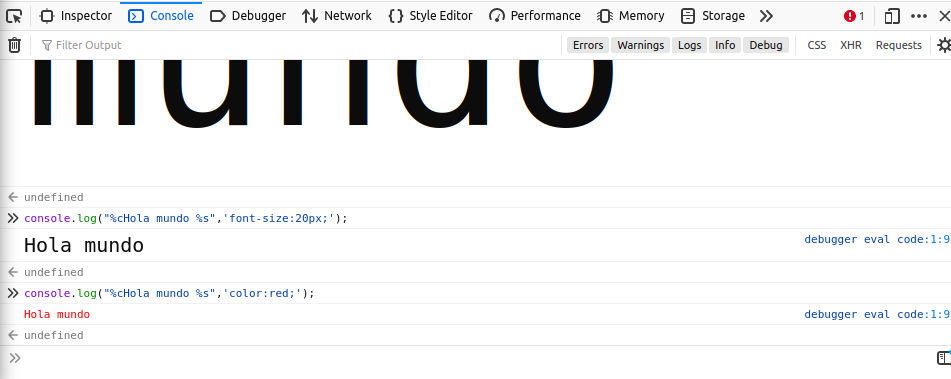 Inspector Console Debugger Network Style Editor Performance Memory Storage 1
Filter Output Errors Warnings Logs Info Debug CSS XHR Requests
mundo
undefined
console.log("%cHola mundo %s",'font-size:20px;');
Hola mundo debugger eval code:1:9
undefined
console.log("%cHola mundo %s",'color:red;');
Hola mundo debugger eval code:1:9
undefined